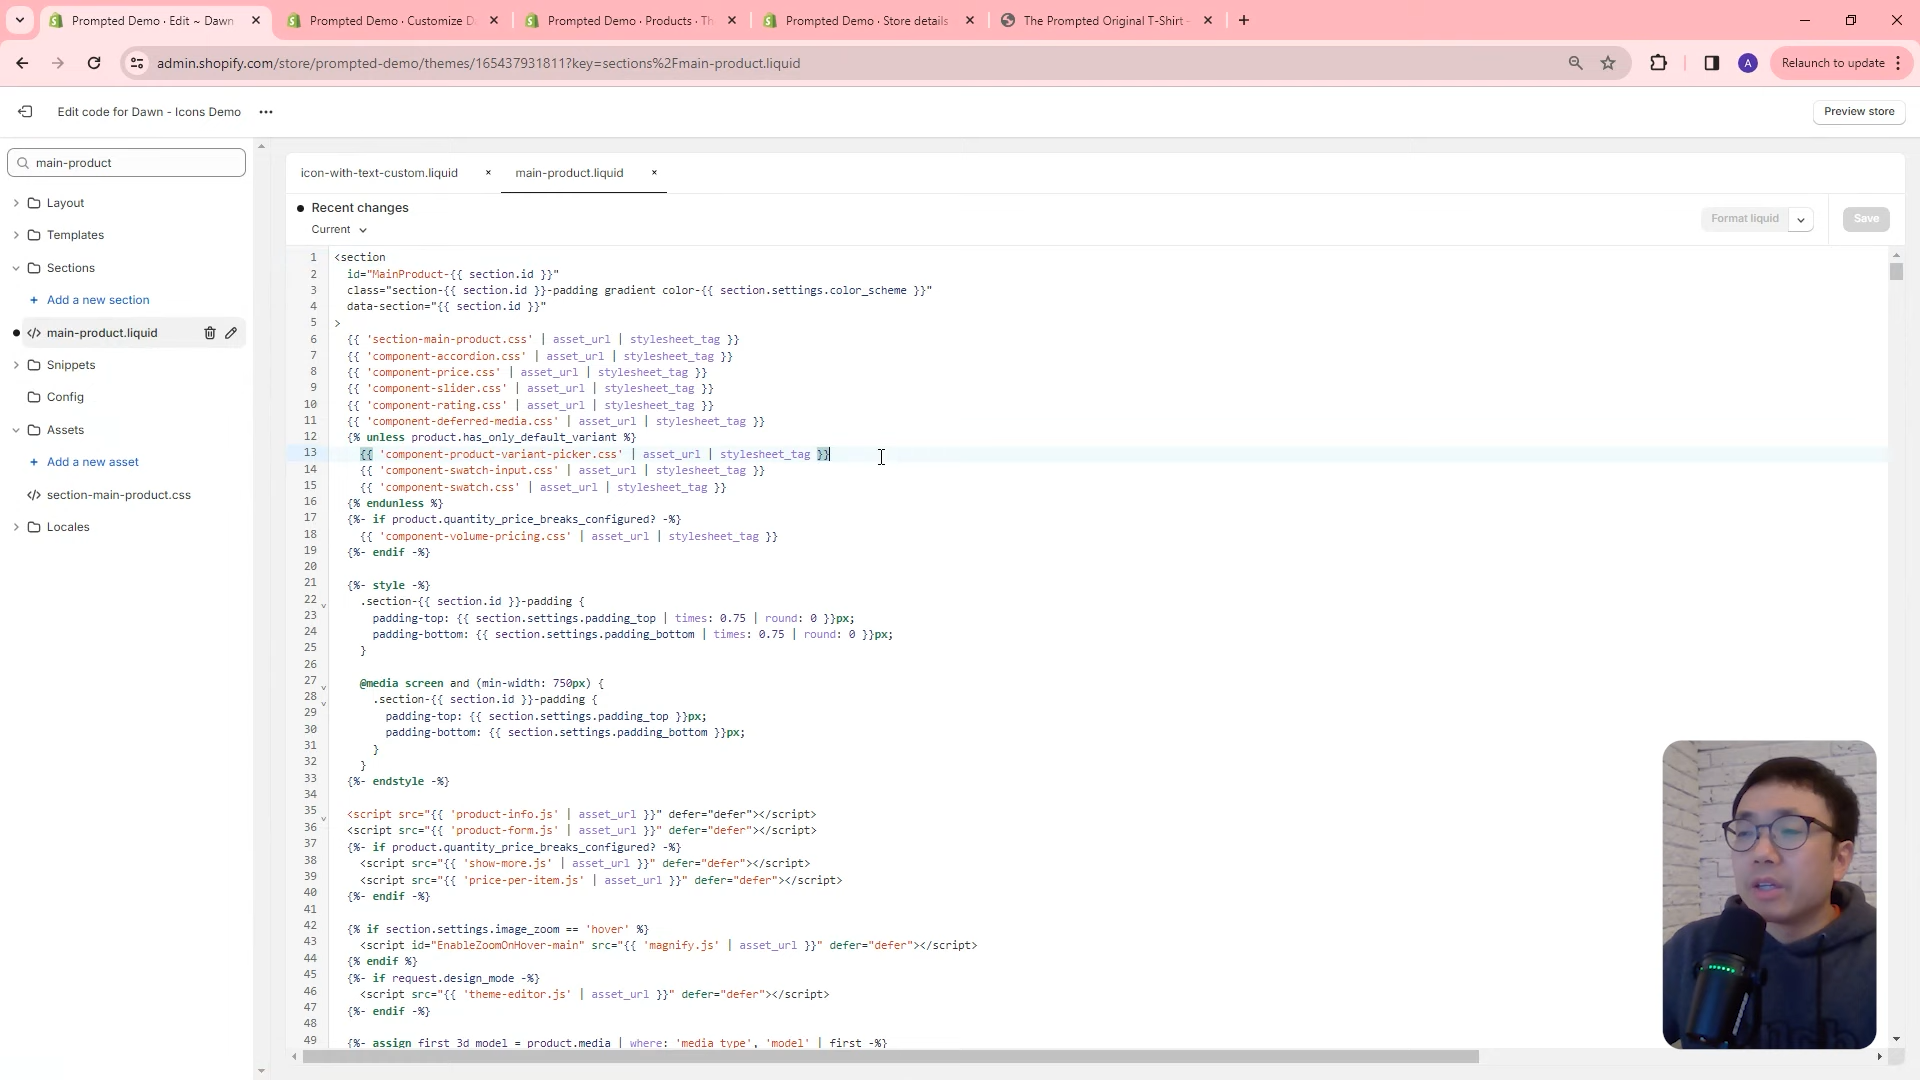 Prompted Demo · Edit ~ Dawn
Prompted Demo · Customize D
Prompted Demo · Products · Th
Prompted Demo · Store details
The Prompted Original T-Shirt –
admin.shopify.com/store/prompted-demo/themes/165437931811?key=sections%2Fmain-product.liquid
A
Relaunch to update
Edit code for Dawn - Icons Demo
Preview store
main-product
Layout
Templates
Sections
+ Add a new section
</> main-product.liquid
Snippets
Config
Assets
+ Add a new asset
</> section-main-product.css
Locales
icon-with-text-custom.liquid
main-product.liquid
Recent changes
Current
Format liquid
Save
1 <section
2 id="MainProduct-{{ section.id }}"
3 class="section-{{ section.id }}-padding gradient color-{{ section.settings.color_scheme }}"
4 data-section="{{ section.id }}"
5 >
6 {{ 'section-main-product.css' | asset_url | stylesheet_tag }}
7 {{ 'component-accordion.css' | asset_url | stylesheet_tag }}
8 {{ 'component-price.css' | asset_url | stylesheet_tag }}
9 {{ 'component-slider.css' | asset_url | stylesheet_tag }}
10 {{ 'component-rating.css' | asset_url | stylesheet_tag }}
11 {{ 'component-deferred-media.css' | asset_url | stylesheet_tag }}
12 {% unless product.has_only_default_variant %}
13 {{ 'component-product-variant-picker.css' | asset_url | stylesheet_tag }}
14 {{ 'component-swatch-input.css' | asset_url | stylesheet_tag }}
15 {{ 'component-swatch.css' | asset_url | stylesheet_tag }}
16 {% endunless %}
17 {%- if product.quantity_price_breaks_configured? -%}
18 {{ 'component-volume-pricing.css' | asset_url | stylesheet_tag }}
19 {%- endif -%}
20
21 {%- style -%}
22 .section-{{ section.id }}-padding {
23 padding-top: {{ section.settings.padding_top | times: 0.75 | round: 0 }}px;
24 padding-bottom: {{ section.settings.padding_bottom | times: 0.75 | round: 0 }}px;
25 }
26
27 @media screen and (min-width: 750px) {
28 .section-{{ section.id }}-padding {
29 padding-top: {{ section.settings.padding_top }}px;
30 padding-bottom: {{ section.settings.padding_bottom }}px;
31 }
32 }
33 {%- endstyle -%}
34
35 <script src="{{ 'product-info.js' | asset_url }}" defer="defer"></script>
36 <script src="{{ 'product-form.js' | asset_url }}" defer="defer"></script>
37 {%- if product.quantity_price_breaks_configured? -%}
38 <script src="{{ 'show-more.js' | asset_url }}" defer="defer"></script>
39 <script src="{{ 'price-per-item.js' | asset_url }}" defer="defer"></script>
40 {%- endif -%}
41
42 {% if section.settings.image_zoom == 'hover' %}
43 <script id="EnableZoomOnHover-main" src="{{ 'magnify.js' | asset_url }}" defer="defer"></script>
44 {% endif %}
45 {%- if request.design_mode -%}
46 <script src="{{ 'theme-editor.js' | asset_url }}" defer="defer"></script>
47 {%- endif -%}
48
49 {%- assign first_3d_model = product.media | where: 'media_type', 'model' | first -%}